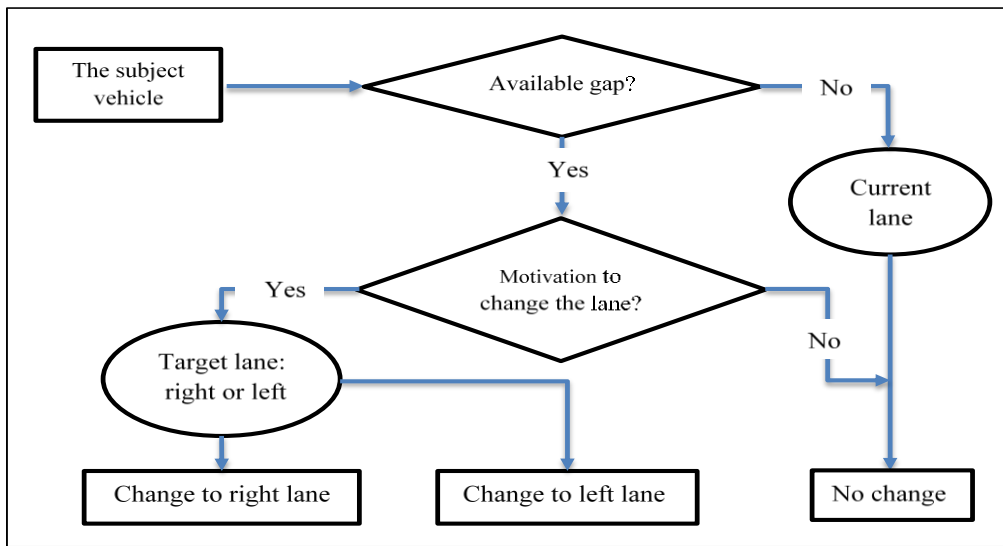 The subject
vehicle
Available gap?
No
Yes
Current
lane
Motivation to
change the lane?
Yes
No
Target lane:
right or left
Change to right lane
Change to left lane
No change